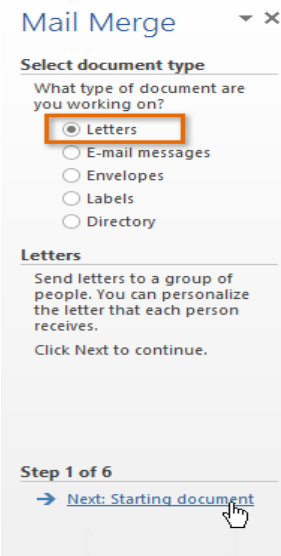 Mail Merge
Select document type
What type of document are
you working on?
Letters
E-mail messages
Envelopes
Labels
Directory
Letters
Send letters to a group of
people. You can personalize
the letter that each person
receives.
Click Next to continue.
Step 1 of 6
Next: Starting document